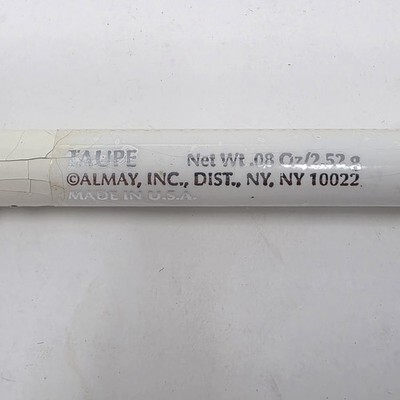 TAUPE Net Wt .08 Oz/2.52 g
©ALMAY, INC., DIST., NY, NY 10022
MADE IN U.S.A.